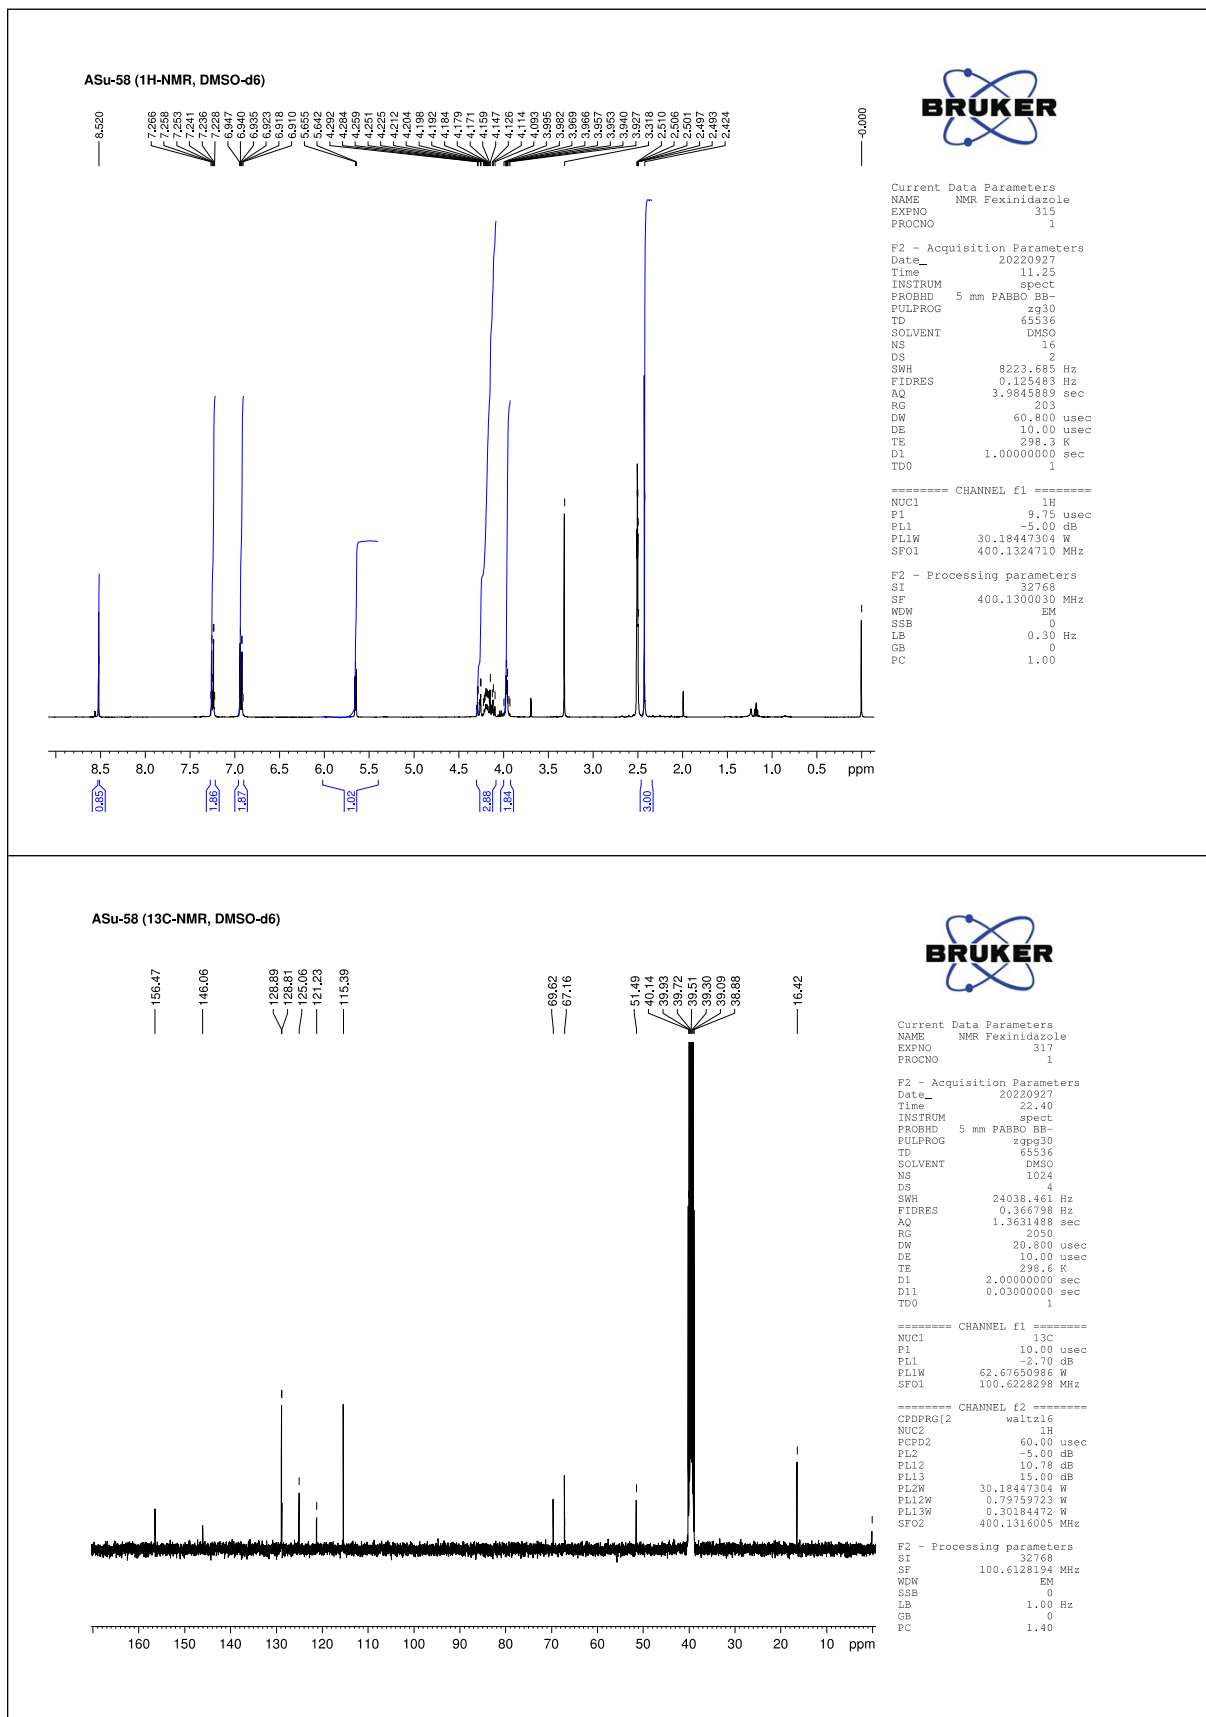 ASu-58 (1H-NMR, DMSO-d6)
8.520
7.266
7.258
7.253
7.241
7.236
7.228
6.947
6.940
6.935
6.923
6.918
6.910
5.655
5.642
4.292
4.284
4.259
4.251
4.225
4.212
4.204
4.198
4.192
4.184
4.179
4.171
4.159
4.147
4.126
4.114
4.093
3.995
3.982
3.969
3.966
3.957
3.953
3.940
3.927
3.318
2.510
2.506
2.501
2.497
2.493
2.424
-0.000
BRUKER
Current Data Parameters
NAME NMR Fexinidazole
EXPNO 315
PROCNO 1
F2 - Acquisition Parameters
Date_ 20220927
Time 11.25
INSTRUM spect
PROBHD 5 mm PABBO BB-
PULPROG zg30
TD 65536
SOLVENT DMSO
NS 16
DS 2
SWH 8223.685 Hz
FIDRES 0.125483 Hz
AQ 3.9845889 sec
RG 203
DW 60.800 usec
DE 10.00 usec
TE 298.3 K
D1 1.00000000 sec
TD0 1
======== CHANNEL f1 ========
NUC1 1H
P1 9.75 usec
PL1 -5.00 dB
PL1W 30.18447304 W
SFO1 400.1324710 MHz
F2 - Processing parameters
SI 32768
SF 400.1300030 MHz
WDW EM
SSB 0
LB 0.30 Hz
GB 0
PC 1.00
8.5 8.0 7.5 7.0 6.5 6.0 5.5 5.0 4.5 4.0 3.5 3.0 2.5 2.0 1.5 1.0 0.5 ppm
0.85 1.86 1.87 1.02 2.88 1.84 3.00
ASu-58 (13C-NMR, DMSO-d6)
156.47
146.06
128.89
128.81
125.06
121.23
115.39
69.62
67.16
51.49
40.14
39.93
39.72
39.51
39.30
39.09
38.88
16.42
BRUKER
Current Data Parameters
NAME NMR Fexinidazole
EXPNO 317
PROCNO 1
F2 - Acquisition Parameters
Date_ 20220927
Time 22.40
INSTRUM spect
PROBHD 5 mm PABBO BB-
PULPROG zgpg30
TD 65536
SOLVENT DMSO
NS 1024
DS 4
SWH 24038.461 Hz
FIDRES 0.366798 Hz
AQ 1.3631488 sec
RG 2050
DW 20.800 usec
DE 10.00 usec
TE 298.6 K
D1 2.00000000 sec
D11 0.03000000 sec
TD0 1
======== CHANNEL f1 ========
NUC1 13C
P1 10.00 usec
PL1 -2.70 dB
PL1W 62.67650986 W
SFO1 100.6228298 MHz
======== CHANNEL f2 ========
CPDPRG[2 waltz16
NUC2 1H
PCPD2 60.00 usec
PL2 -5.00 dB
PL12 10.78 dB
PL13 15.00 dB
PL2W 30.18447304 W
PL12W 0.79759723 W
PL13W 0.30184472 W
SFO2 400.1316005 MHz
F2 - Processing parameters
SI 32768
SF 100.6128194 MHz
WDW EM
SSB 0
LB 1.00 Hz
GB 0
PC 1.40
160 150 140 130 120 110 100 90 80 70 60 50 40 30 20 10 ppm